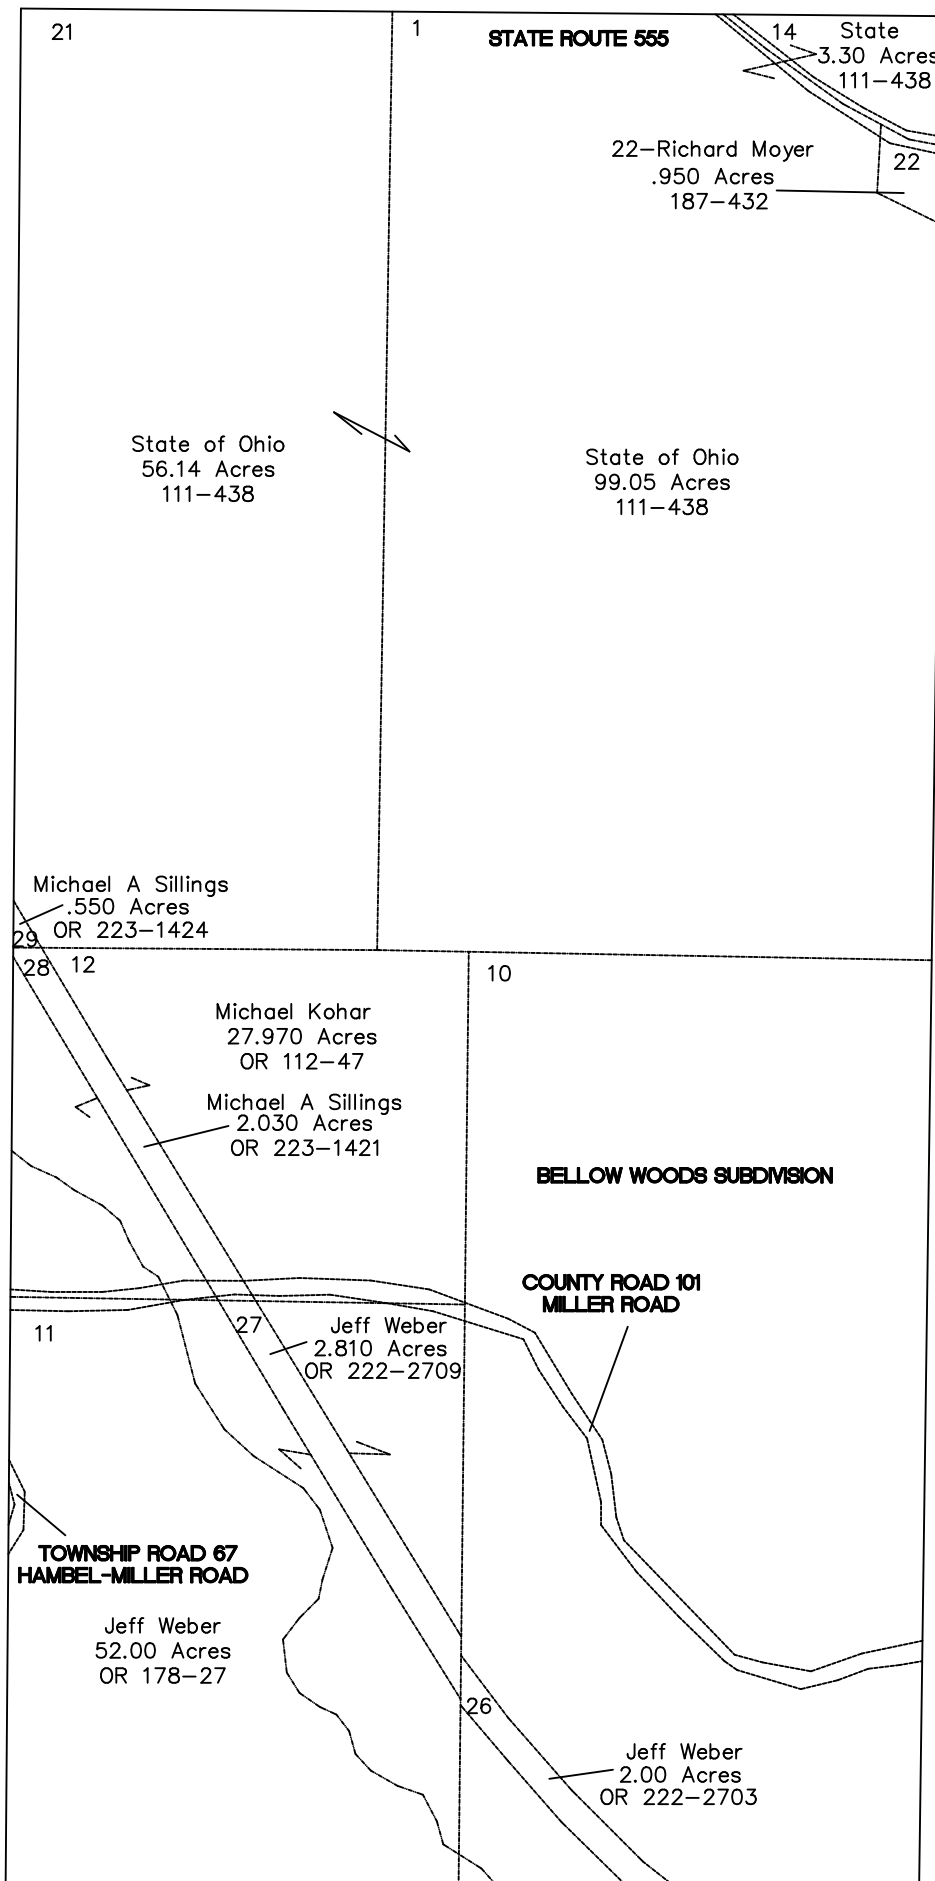 21
1
STATE ROUTE 555
14
State
3.30 Acres
111-438
22-Richard Moyer
.950 Acres
187-432
22
State of Ohio
56.14 Acres
111-438
State of Ohio
99.05 Acres
111-438
Michael A Sillings
.550 Acres
OR 223-1424
29
28
12
10
Michael Kohar
27.970 Acres
OR 112-47
Michael A Sillings
2.030 Acres
OR 223-1421
BELLOW WOODS SUBDIVISION
COUNTY ROAD 101
MILLER ROAD
11
27
Jeff Weber
2.810 Acres
OR 222-2709
TOWNSHIP ROAD 67
HAMBEL-MILLER ROAD
Jeff Weber
52.00 Acres
OR 178-27
26
Jeff Weber
2.00 Acres
OR 222-2703